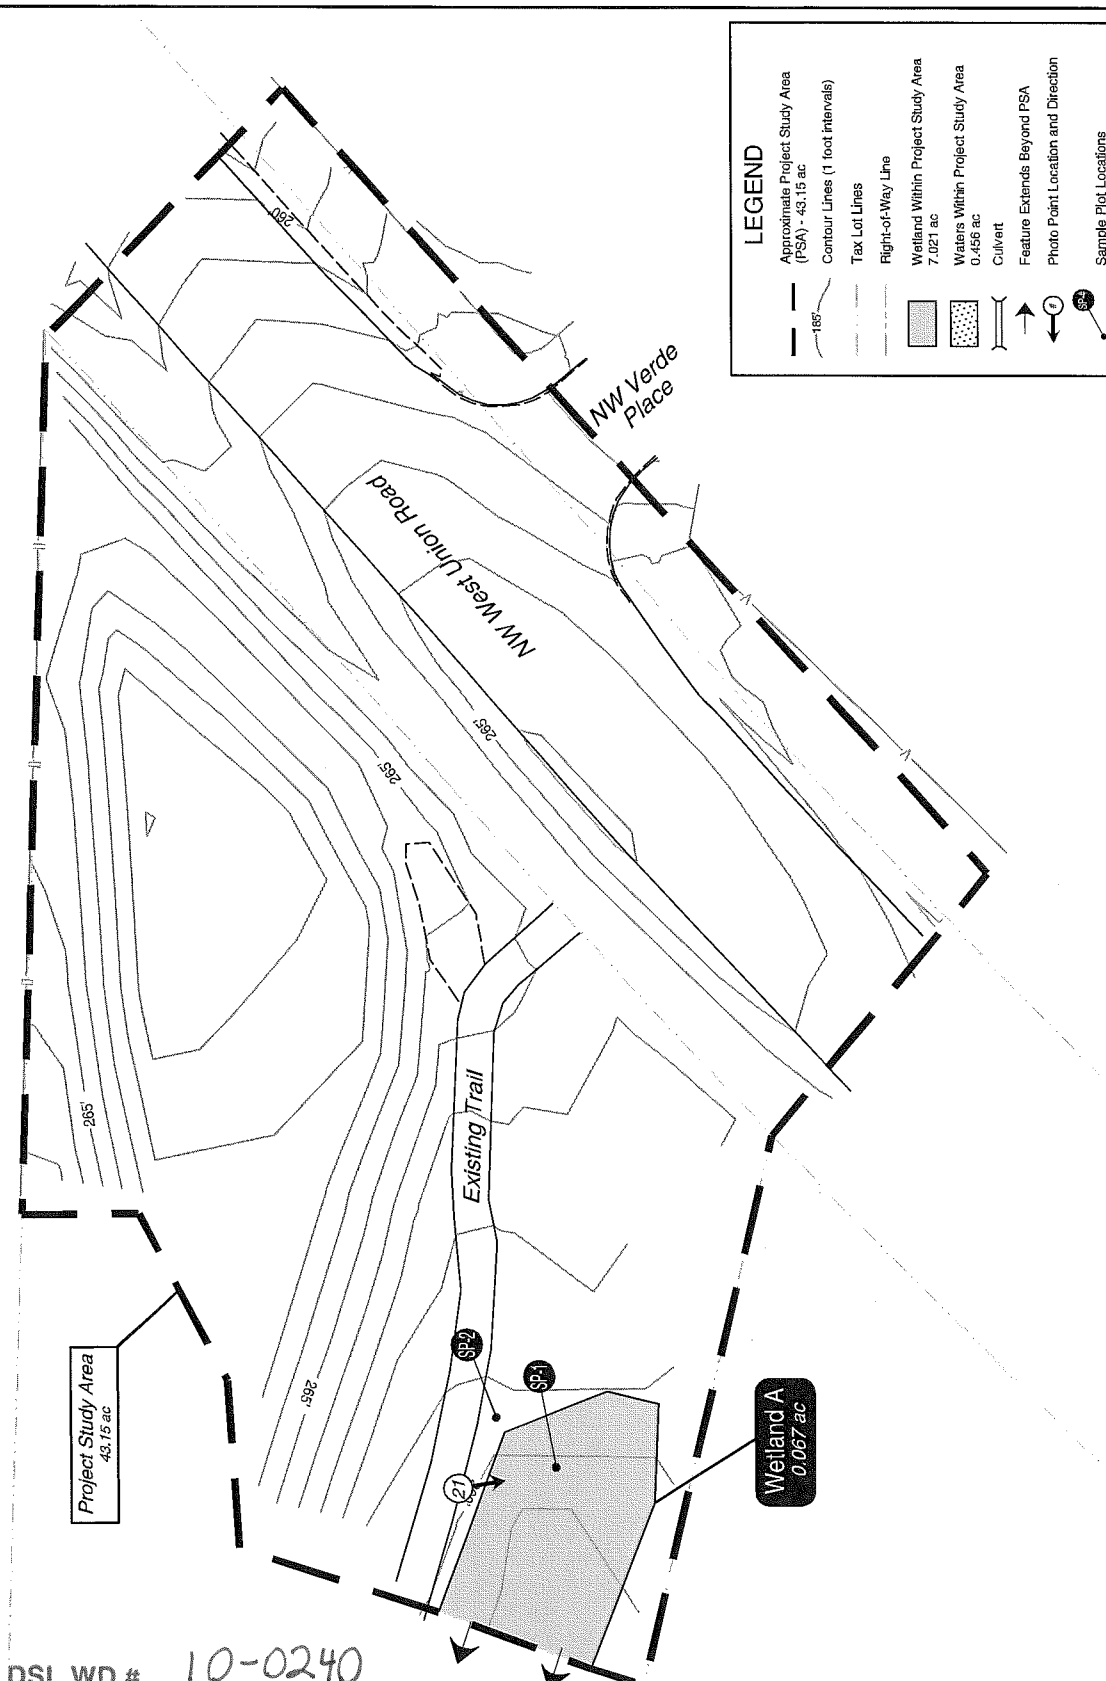 LEGEND
Approximate Project Study Area
(PSA) - 43.15 ac
185'
Contour Lines (1 foot intervals)
Tax Lot Lines
Right-of-Way Line
Wetland Within Project Study Area
7.021 ac
Waters Within Project Study Area
0.456 ac
Culvert
Feature Extends Beyond PSA
#
Photo Point Location and Direction
SP-#
Sample Plot Locations
260'
NW Verde
Place
NW West Union Road
265'
265'
265'
Existing Trail
265'
Project Study Area
43.15 ac
SP-2
SP-1
21
Wetland A
0.067 ac
DSL WD # 10-0240